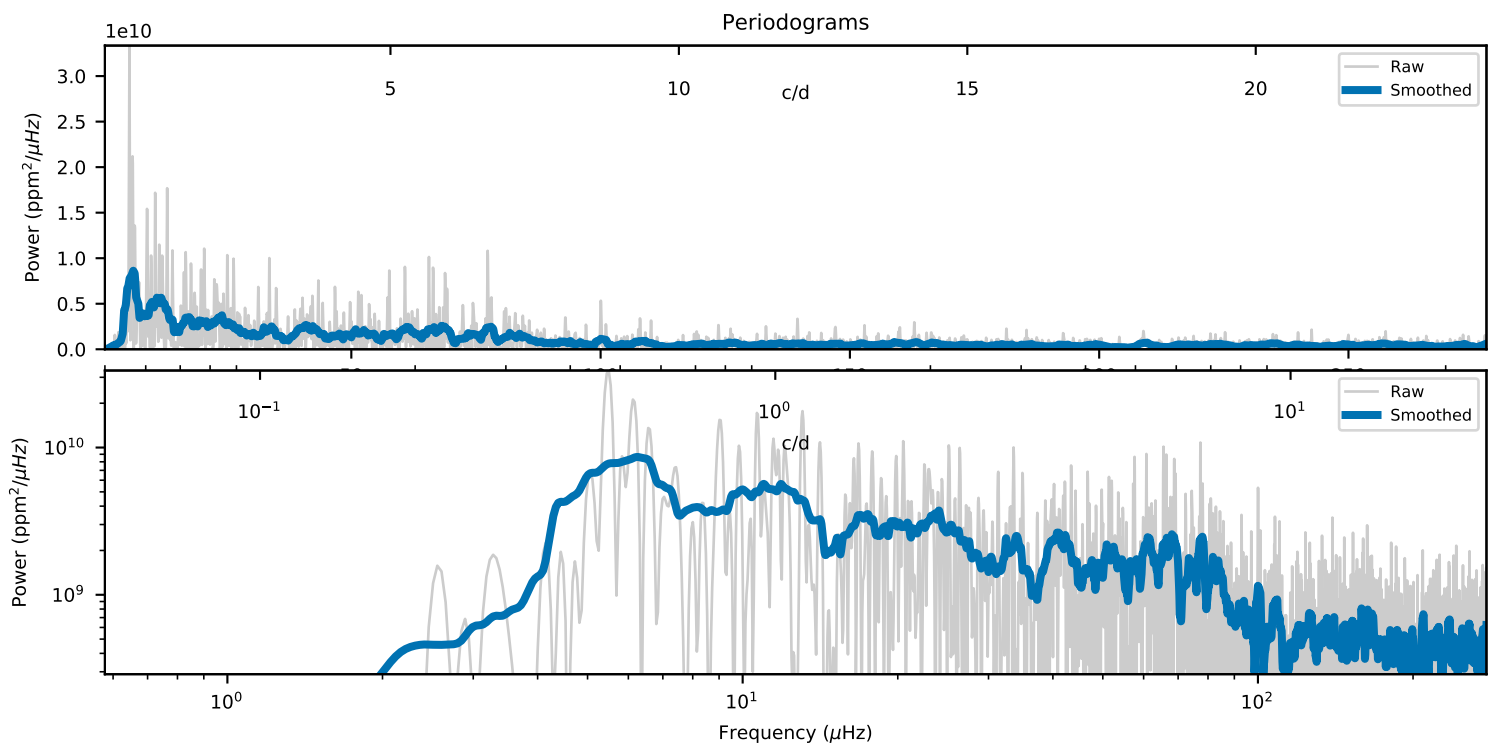 Periodograms
1e10
Raw
Smoothed
5 10 15 20
c/d
3.0
2.5
2.0
1.5
1.0
0.5
0.0
Power (ppm²/μHz)
Raw
Smoothed
10⁻¹ 10⁰ 10¹
c/d
10¹⁰
10⁹
Power (ppm²/μHz)
10⁰ 10¹ 10²
Frequency (μHz)